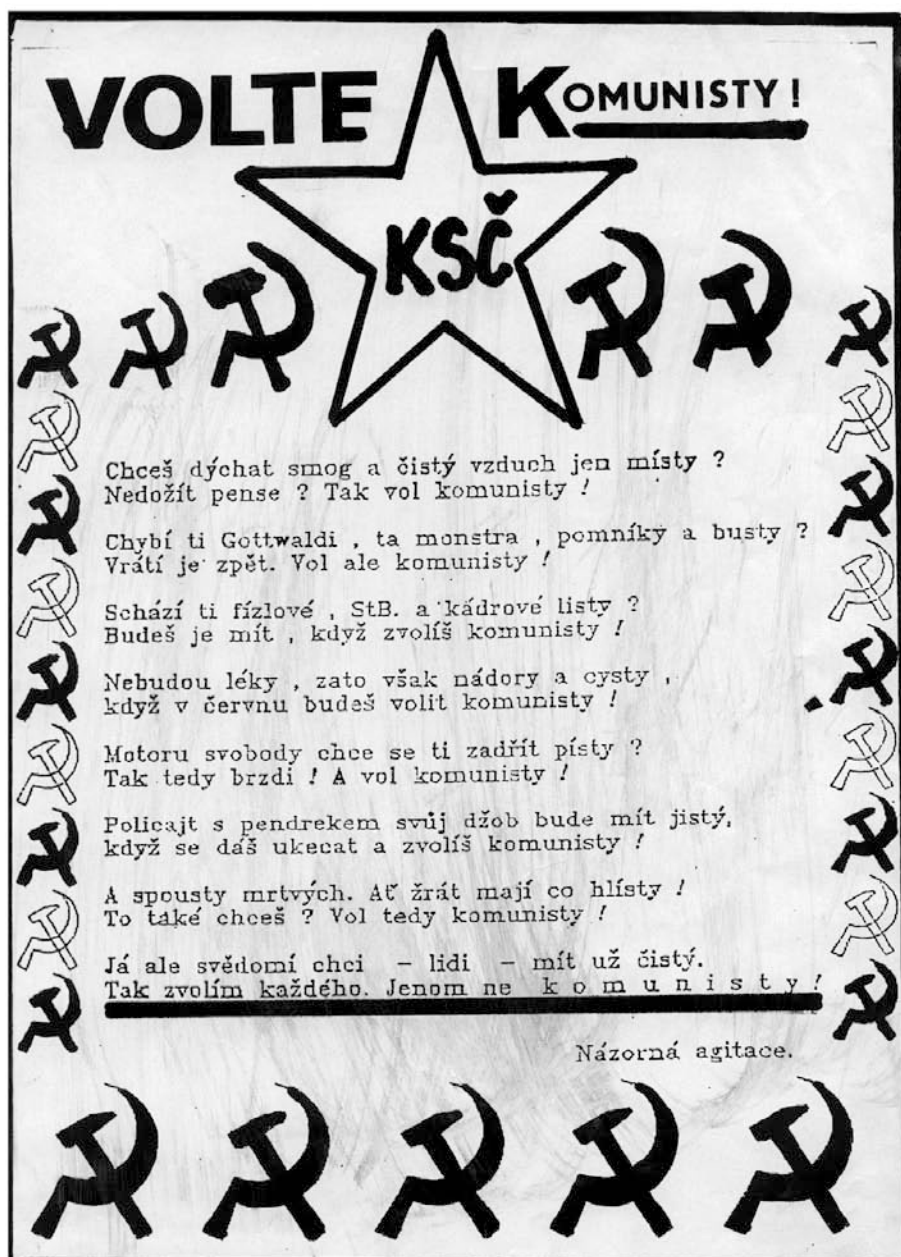 VOLTE KOMUNISTY!
KSČ
Chceš dýchat smog a čistý vzduch jen místy ?
Nedožít pense ? Tak vol komunisty !
Chybí ti Gottwaldi , ta monstra , pomníky a busty ?
Vrátí je zpět. Vol ale komunisty !
Schází ti fízlové , StB. a kádrové listy ?
Budeš je mít , když zvolíš komunisty !
Nebudou léky , zato však nádory a cysty ,
když v červnu budeš volit komunisty !
Motoru svobody chce se ti zadřít písty ?
Tak tedy brzdi ! A vol komunisty !
Policajt s pendrekem svůj džob bude mít jistý,
když se dáš ukecat a zvolíš komunisty !
A spousty mrtvých. Ať žrát mají co hlísty !
To také chceš ? Vol tedy komunisty !
Já ale svědomí chci – lidi – mít už čistý.
Tak zvolím každého. Jenom ne k o m u n i s t y !
Názorná agitace.